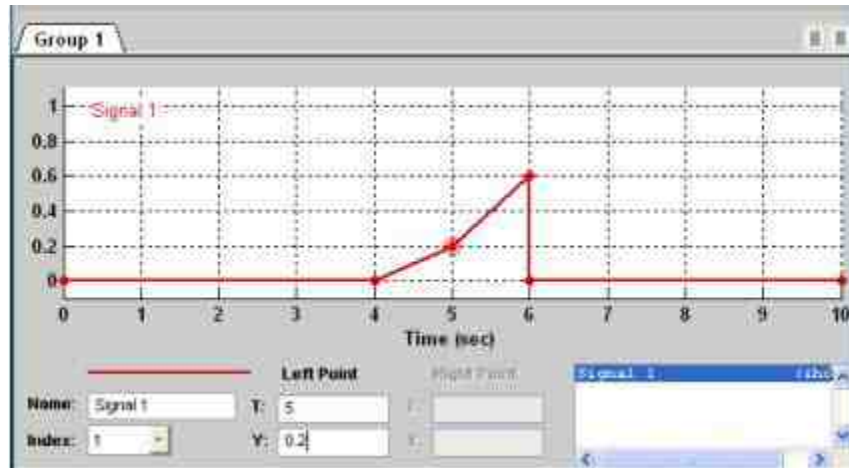 Group 1
1
Signal 1
0.8
0.6
0.4
0.2
0
0 1 2 3 4 5 6 7 8 9 10
Time (sec)
Left Point Right Point
Name: Signal 1 T: 5 T:
Index: 1 Y: 0.2 Y:
Signal 1 (sho